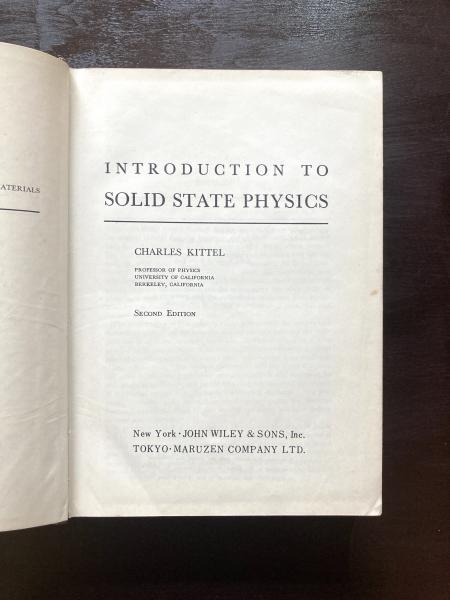 ATERIALS
INTRODUCTION TO
SOLID STATE PHYSICS
CHARLES KITTEL
PROFESSOR OF PHYSICS
UNIVERSITY OF CALIFORNIA
BERKELEY, CALIFORNIA
SECOND EDITION
New York · JOHN WILEY & SONS, Inc.
TOKYO · MARUZEN COMPANY LTD.